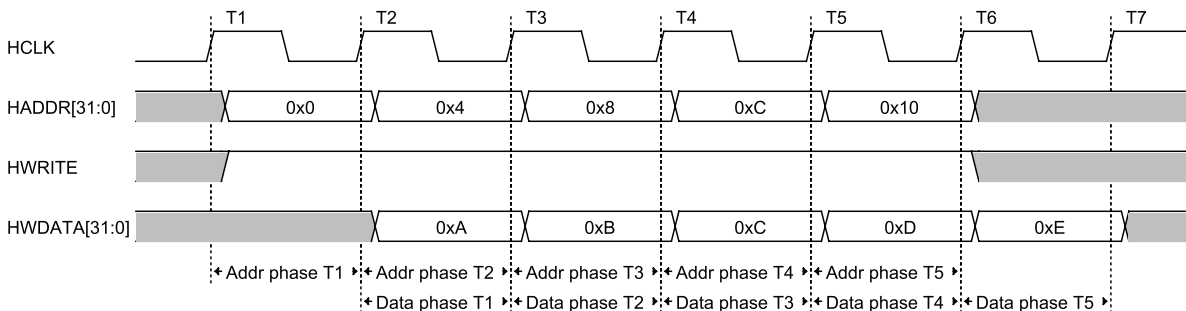 T1 T2 T3 T4 T5 T6 T7
HCLK
HADDR[31:0] 0x0 0x4 0x8 0xC 0x10
HWRITE
HWDATA[31:0] 0xA 0xB 0xC 0xD 0xE
Addr phase T1 Addr phase T2 Addr phase T3 Addr phase T4 Addr phase T5
Data phase T1 Data phase T2 Data phase T3 Data phase T4 Data phase T5